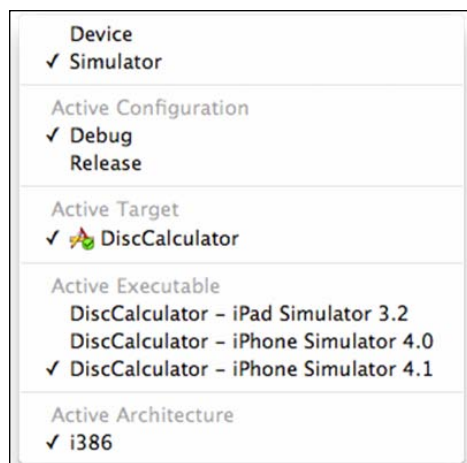 Device
✓ Simulator
Active Configuration
✓ Debug
Release
Active Target
✓ DiscCalculator
Active Executable
DiscCalculator – iPad Simulator 3.2
DiscCalculator – iPhone Simulator 4.0
✓ DiscCalculator – iPhone Simulator 4.1
Active Architecture
✓ i386